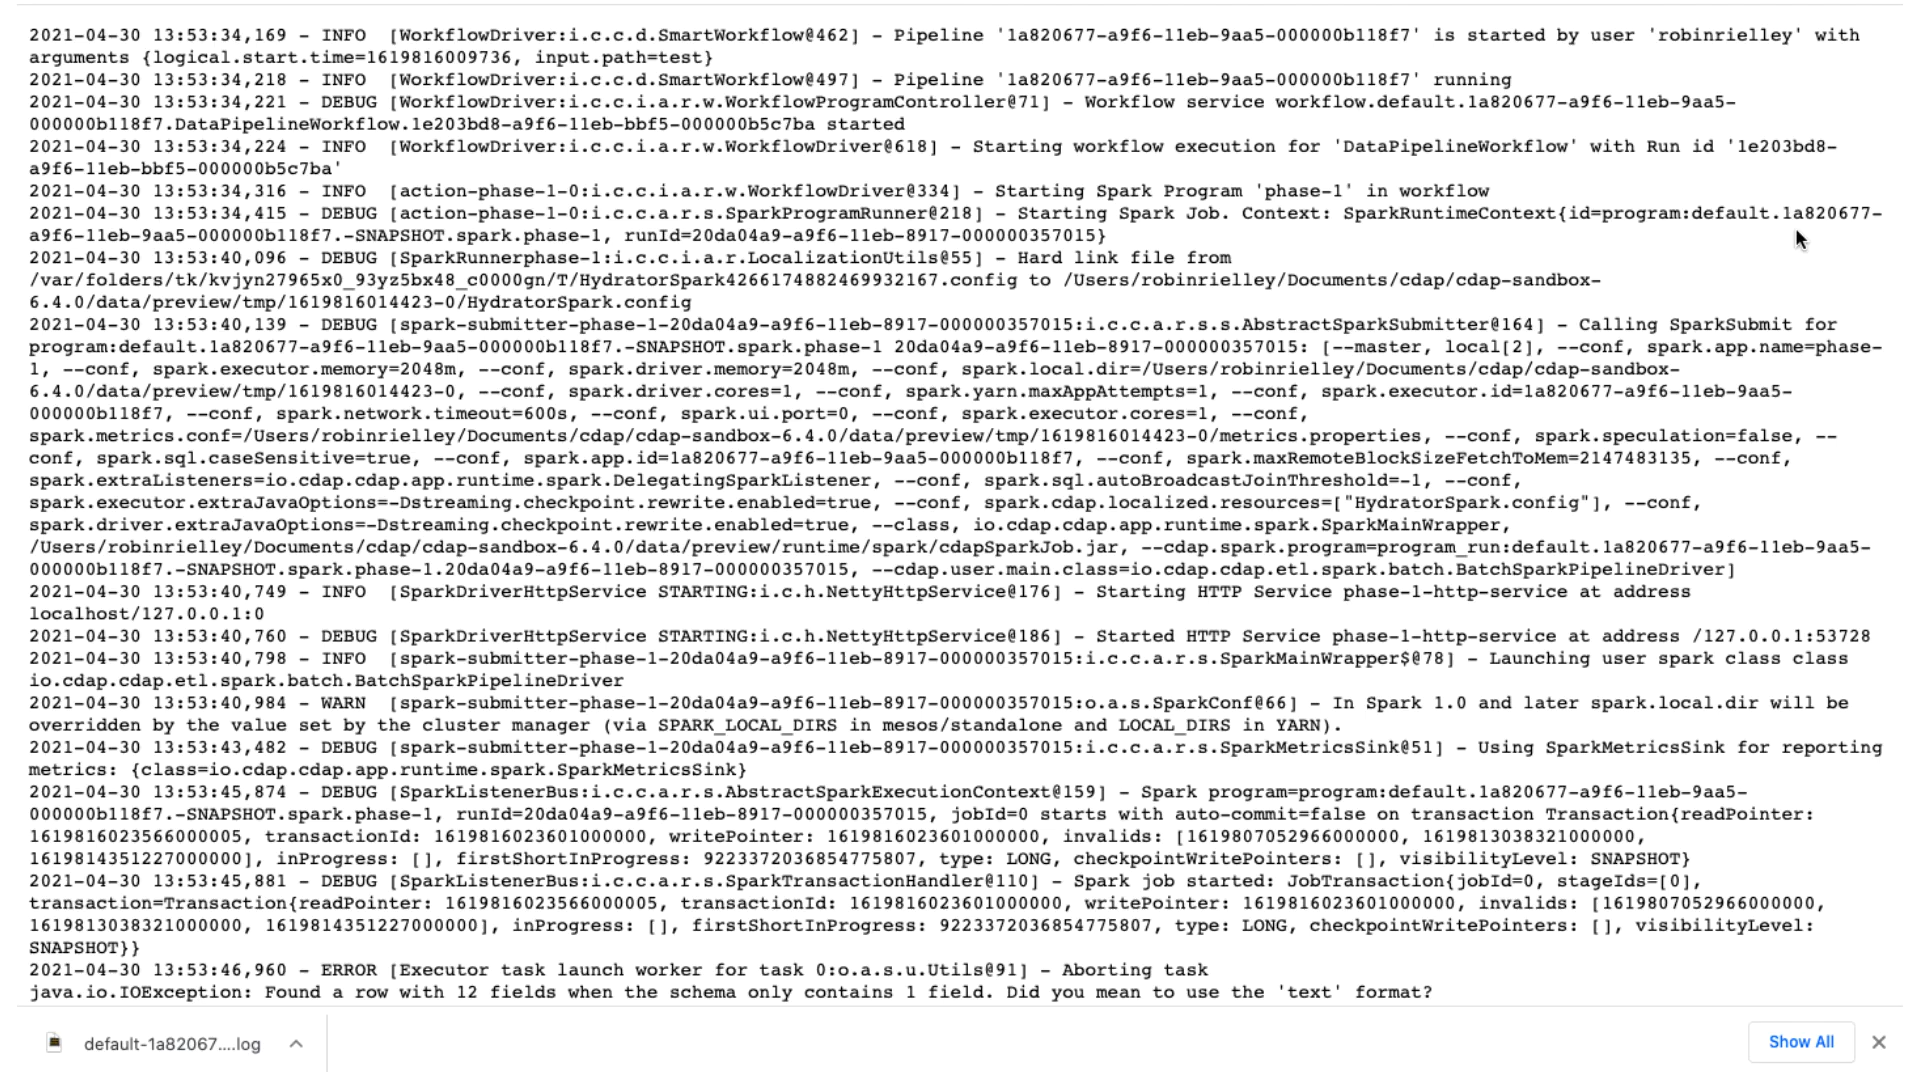 2021-04-30 13:53:34,169 - INFO  [WorkflowDriver:i.c.c.d.SmartWorkflow@462] - Pipeline '1a820677-a9f6-11eb-9aa5-000000b118f7' is started by user 'robinrielley' with
arguments {logical.start.time=1619816009736, input.path=test}
2021-04-30 13:53:34,218 - INFO  [WorkflowDriver:i.c.c.d.SmartWorkflow@497] - Pipeline '1a820677-a9f6-11eb-9aa5-000000b118f7' running
2021-04-30 13:53:34,221 - DEBUG [WorkflowDriver:i.c.c.i.a.r.w.WorkflowProgramController@71] - Workflow service workflow.default.1a820677-a9f6-11eb-9aa5-
000000b118f7.DataPipelineWorkflow.1e203bd8-a9f6-11eb-bbf5-000000b5c7ba started
2021-04-30 13:53:34,224 - INFO  [WorkflowDriver:i.c.c.i.a.r.w.WorkflowDriver@618] - Starting workflow execution for 'DataPipelineWorkflow' with Run id '1e203bd8-
a9f6-11eb-bbf5-000000b5c7ba'
2021-04-30 13:53:34,316 - INFO  [action-phase-1-0:i.c.c.i.a.r.w.WorkflowDriver@334] - Starting Spark Program 'phase-1' in workflow
2021-04-30 13:53:34,415 - DEBUG [action-phase-1-0:i.c.c.a.r.s.SparkProgramRunner@218] - Starting Spark Job. Context: SparkRuntimeContext{id=program:default.1a820677-
a9f6-11eb-9aa5-000000b118f7.-SNAPSHOT.spark.phase-1, runId=20da04a9-a9f6-11eb-8917-000000357015}
2021-04-30 13:53:40,096 - DEBUG [SparkRunnerphase-1:i.c.c.i.a.r.LocalizationUtils@55] - Hard link file from
/var/folders/tk/kvjyn27965x0_93yz5bx48_c0000gn/T/HydratorSpark4266174882469932167.config to /Users/robinrielley/Documents/cdap/cdap-sandbox-
6.4.0/data/preview/tmp/1619816014423-0/HydratorSpark.config
2021-04-30 13:53:40,139 - DEBUG [spark-submitter-phase-1-20da04a9-a9f6-11eb-8917-000000357015:i.c.c.a.r.s.s.AbstractSparkSubmitter@164] - Calling SparkSubmit for
program:default.1a820677-a9f6-11eb-9aa5-000000b118f7.-SNAPSHOT.spark.phase-1 20da04a9-a9f6-11eb-8917-000000357015: [--master, local[2], --conf, spark.app.name=phase-
1, --conf, spark.executor.memory=2048m, --conf, spark.driver.memory=2048m, --conf, spark.local.dir=/Users/robinrielley/Documents/cdap/cdap-sandbox-
6.4.0/data/preview/tmp/1619816014423-0, --conf, spark.driver.cores=1, --conf, spark.yarn.maxAppAttempts=1, --conf, spark.executor.id=1a820677-a9f6-11eb-9aa5-
000000b118f7, --conf, spark.network.timeout=600s, --conf, spark.ui.port=0, --conf, spark.executor.cores=1, --conf,
spark.metrics.conf=/Users/robinrielley/Documents/cdap/cdap-sandbox-6.4.0/data/preview/tmp/1619816014423-0/metrics.properties, --conf, spark.speculation=false, --
conf, spark.sql.caseSensitive=true, --conf, spark.app.id=1a820677-a9f6-11eb-9aa5-000000b118f7, --conf, spark.maxRemoteBlockSizeFetchToMem=2147483135, --conf,
spark.extraListeners=io.cdap.cdap.app.runtime.spark.DelegatingSparkListener, --conf, spark.sql.autoBroadcastJoinThreshold=-1, --conf,
spark.executor.extraJavaOptions=-Dstreaming.checkpoint.rewrite.enabled=true, --conf, spark.cdap.localized.resources=["HydratorSpark.config"], --conf,
spark.driver.extraJavaOptions=-Dstreaming.checkpoint.rewrite.enabled=true, --class, io.cdap.cdap.app.runtime.spark.SparkMainWrapper,
/Users/robinrielley/Documents/cdap/cdap-sandbox-6.4.0/data/preview/runtime/spark/cdapSparkJob.jar, --cdap.spark.program=program_run:default.1a820677-a9f6-11eb-9aa5-
000000b118f7.-SNAPSHOT.spark.phase-1.20da04a9-a9f6-11eb-8917-000000357015, --cdap.user.main.class=io.cdap.cdap.etl.spark.batch.BatchSparkPipelineDriver]
2021-04-30 13:53:40,749 - INFO  [SparkDriverHttpService STARTING:i.c.h.NettyHttpService@176] - Starting HTTP Service phase-1-http-service at address
localhost/127.0.0.1:0
2021-04-30 13:53:40,760 - DEBUG [SparkDriverHttpService STARTING:i.c.h.NettyHttpService@186] - Started HTTP Service phase-1-http-service at address /127.0.0.1:53728
2021-04-30 13:53:40,798 - INFO  [spark-submitter-phase-1-20da04a9-a9f6-11eb-8917-000000357015:i.c.c.a.r.s.SparkMainWrapper$@78] - Launching user spark class class
io.cdap.cdap.etl.spark.batch.BatchSparkPipelineDriver
2021-04-30 13:53:40,984 - WARN  [spark-submitter-phase-1-20da04a9-a9f6-11eb-8917-000000357015:o.a.s.SparkConf@66] - In Spark 1.0 and later spark.local.dir will be
overridden by the value set by the cluster manager (via SPARK_LOCAL_DIRS in mesos/standalone and LOCAL_DIRS in YARN).
2021-04-30 13:53:43,482 - DEBUG [spark-submitter-phase-1-20da04a9-a9f6-11eb-8917-000000357015:i.c.c.a.r.s.SparkMetricsSink@51] - Using SparkMetricsSink for reporting
metrics: {class=io.cdap.cdap.app.runtime.spark.SparkMetricsSink}
2021-04-30 13:53:45,874 - DEBUG [SparkListenerBus:i.c.c.a.r.s.AbstractSparkExecutionContext@159] - Spark program=program:default.1a820677-a9f6-11eb-9aa5-
000000b118f7.-SNAPSHOT.spark.phase-1, runId=20da04a9-a9f6-11eb-8917-000000357015, jobId=0 starts with auto-commit=false on transaction Transaction{readPointer:
1619816023566000005, transactionId: 1619816023601000000, writePointer: 1619816023601000000, invalids: [1619807052966000000, 1619813038321000000,
1619814351227000000], inProgress: [], firstShortInProgress: 9223372036854775807, type: LONG, checkpointWritePointers: [], visibilityLevel: SNAPSHOT}
2021-04-30 13:53:45,881 - DEBUG [SparkListenerBus:i.c.c.a.r.s.SparkTransactionHandler@110] - Spark job started: JobTransaction{jobId=0, stageIds=[0],
transaction=Transaction{readPointer: 1619816023566000005, transactionId: 1619816023601000000, writePointer: 1619816023601000000, invalids: [1619807052966000000,
1619813038321000000, 1619814351227000000], inProgress: [], firstShortInProgress: 9223372036854775807, type: LONG, checkpointWritePointers: [], visibilityLevel:
SNAPSHOT}}
2021-04-30 13:53:46,960 - ERROR [Executor task launch worker for task 0:o.a.s.u.Utils@91] - Aborting task
java.io.IOException: Found a row with 12 fields when the schema only contains 1 field. Did you mean to use the 'text' format?
default-1a82067....log
Show All